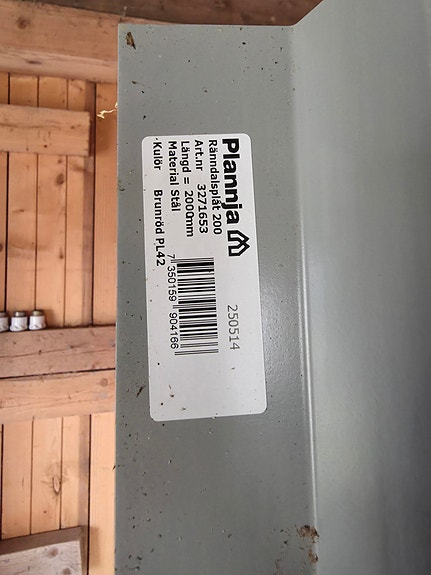 Plannja
Ränndalsplåt 200
Art.nr 3271653
Längd = 2000mm
Material Stål
Kulör Brunröd PL42
250514
7 350159 904166